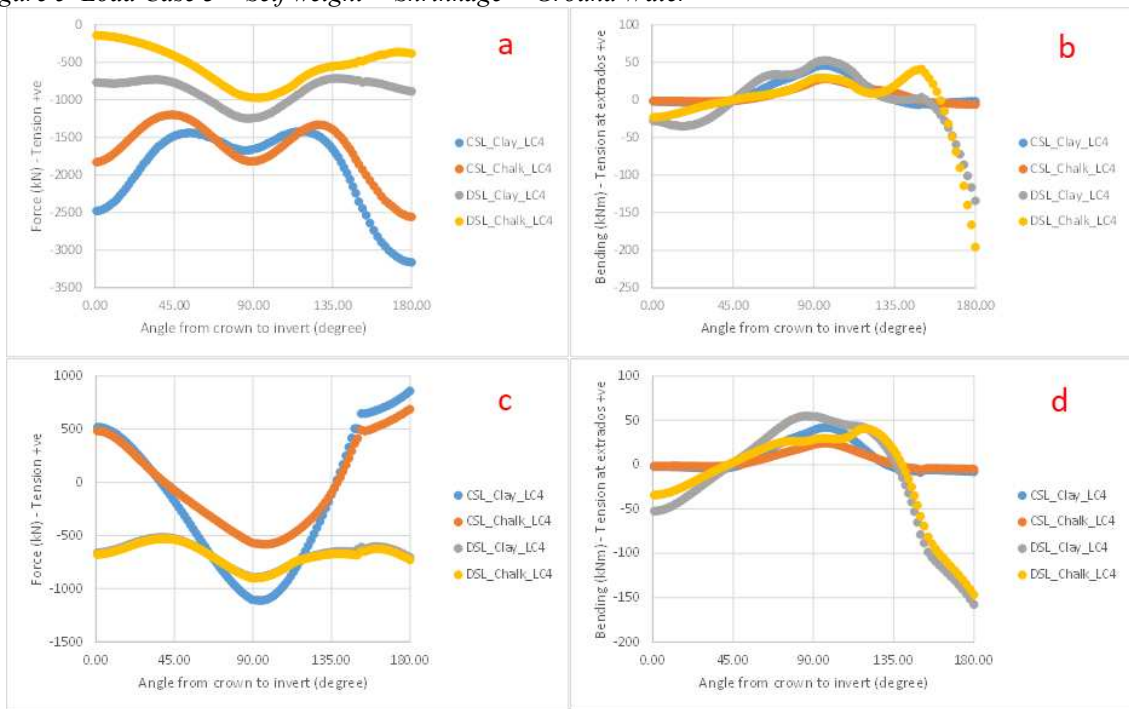 Load Case – Self weight + Shrinkage + Ground Water
a
0
-500
-1000
-1500
-2000
-2500
-3000
-3500
0.00 45.00 90.00 135.00 180.00
Force (kN) - Tension +ve
Angle from crown to invert (degree)
CSL_Clay_LC4
CSL_Chalk_LC4
DSL_Clay_LC4
DSL_Chalk_LC4
b
100
50
0
-50
-100
-150
-200
-250
0.00 45.00 90.00 135.00 180.00
Bending (kNm) - Tension at extrados +ve
Angle from crown to invert (degree)
CSL_Clay_LC4
CSL_Chalk_LC4
DSL_Clay_LC4
DSL_Chalk_LC4
c
1000
500
0
-500
-1000
-1500
0.00 45.00 90.00 135.00 180.00
Force (kN) - Tension +ve
Angle from crown to invert (degree)
CSL_Clay_LC4
CSL_Chalk_LC4
DSL_Clay_LC4
DSL_Chalk_LC4
d
100
50
0
-50
-100
-150
-200
0.00 45.00 90.00 135.00 180.00
Bending (kNm) - Tension at extrados +ve
Angle from crown to invert (degree)
CSL_Clay_LC4
CSL_Chalk_LC4
DSL_Clay_LC4
DSL_Chalk_LC4